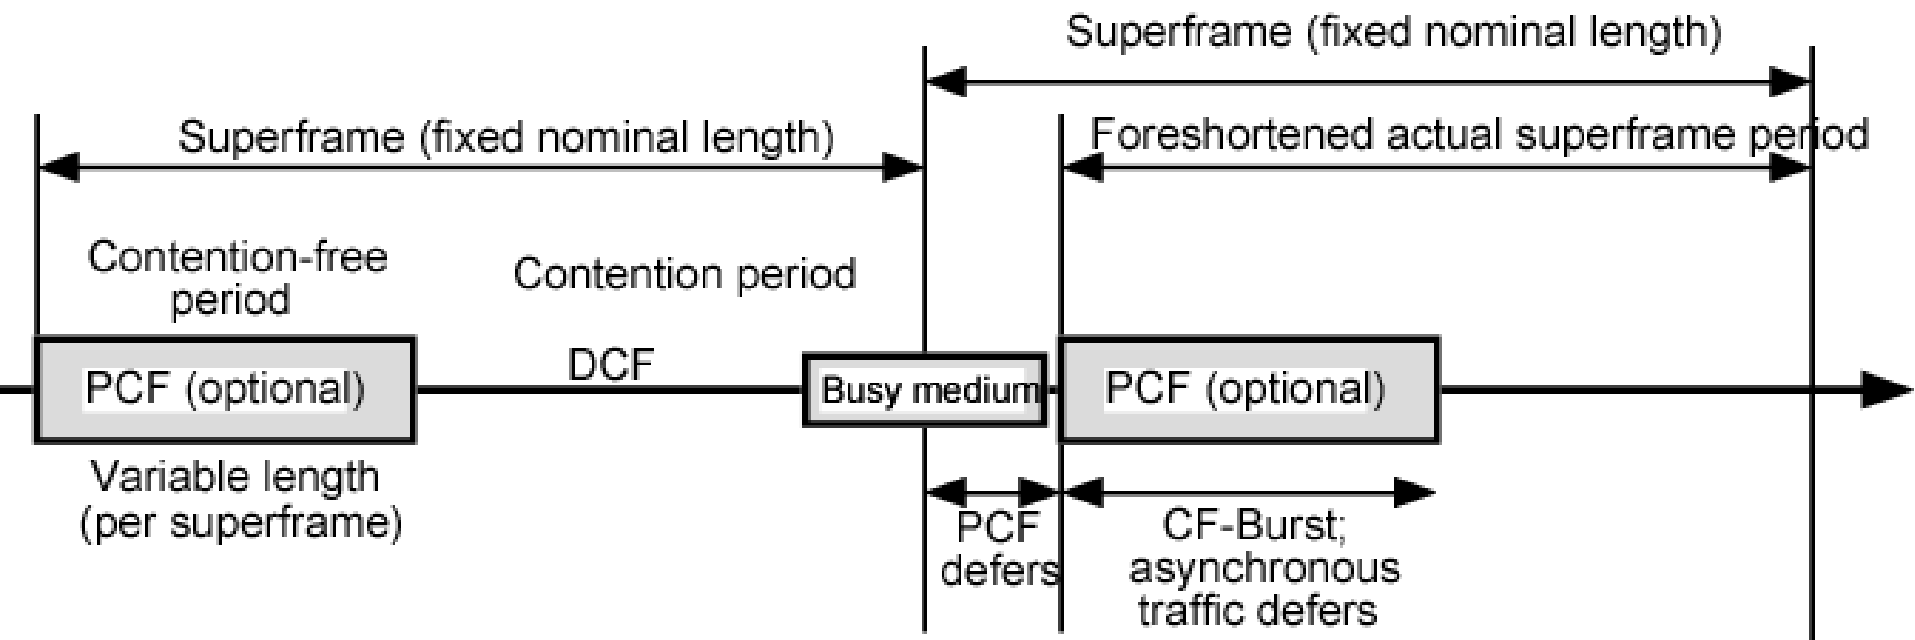 Superframe (fixed nominal length)
Superframe (fixed nominal length)
Foreshortened actual superframe period
Contention-free
period
Contention period
PCF (optional)
DCF
Busy medium
PCF (optional)
Variable length
(per superframe)
PCF
defers
CF-Burst;
asynchronous
traffic defers